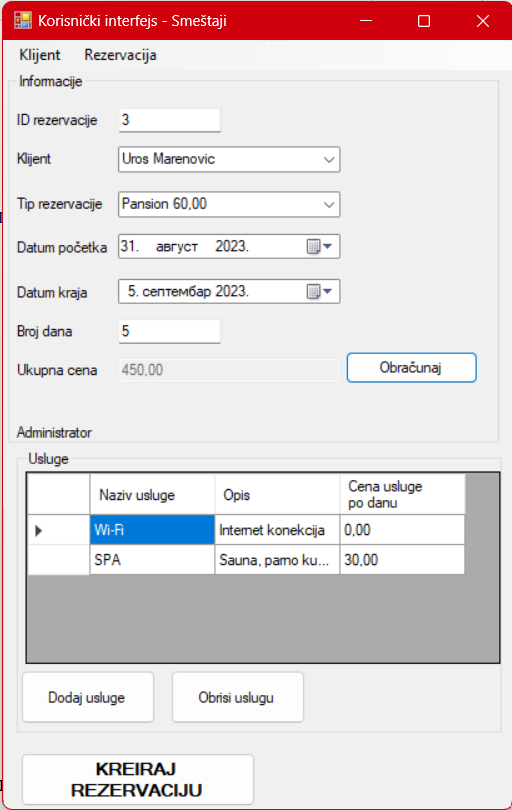 Korisnički interfejs - Smeštaji
Klijent Rezervacija
Informacije
ID rezervacije 3
Klijent Uros Marenovic
Tip rezervacije Pansion 60,00
Datum početka 31. август 2023.
Datum kraja 5. септембар 2023.
Broj dana 5
Ukupna cena 450,00 Obračunaj
Administrator
Usluge
Naziv usluge Opis Cena usluge
po danu
Wi-Fi Internet konekcija 0,00
SPA Sauna, parno ku... 30,00
Dodaj usluge Obrisi uslugu
KREIRAJ
REZERVACIJU